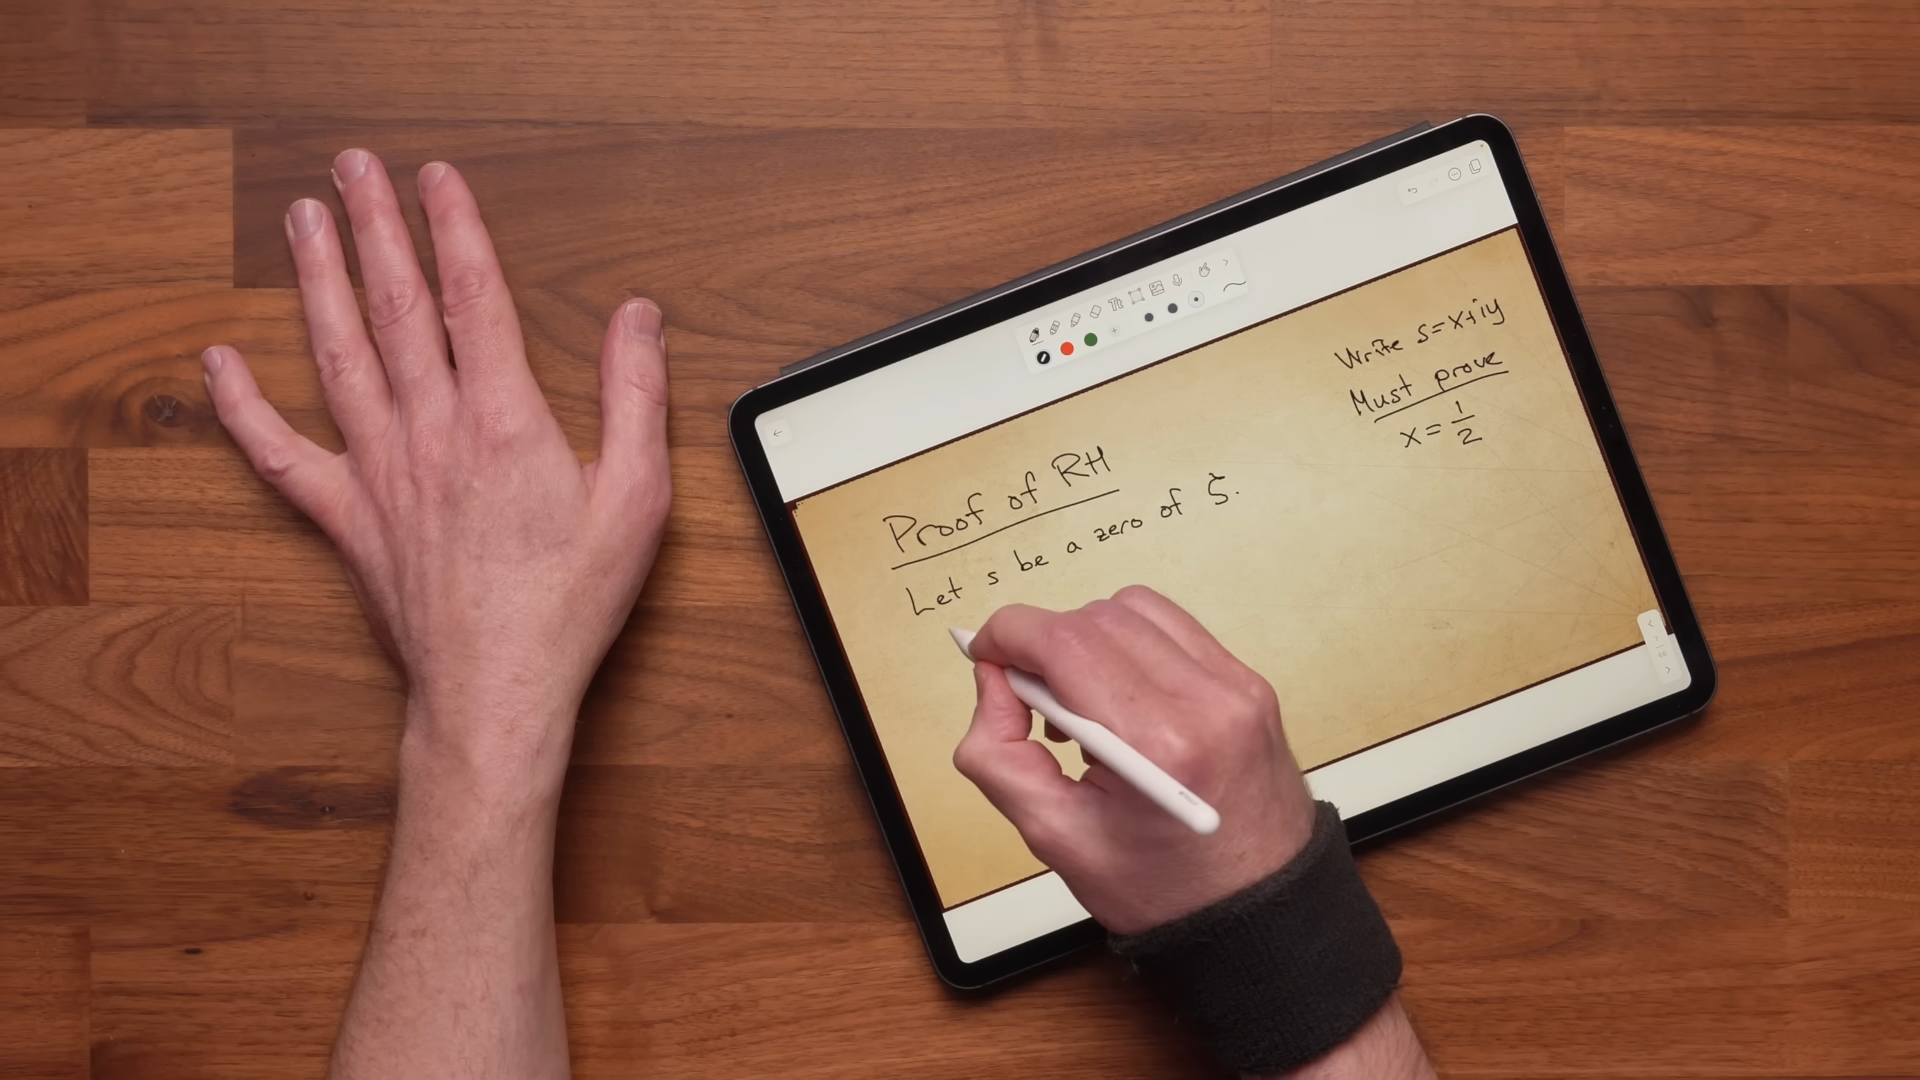 Proof of RH
Let s be a zero of ζ.
Write s=x+iy
Must prove
x = 1/2